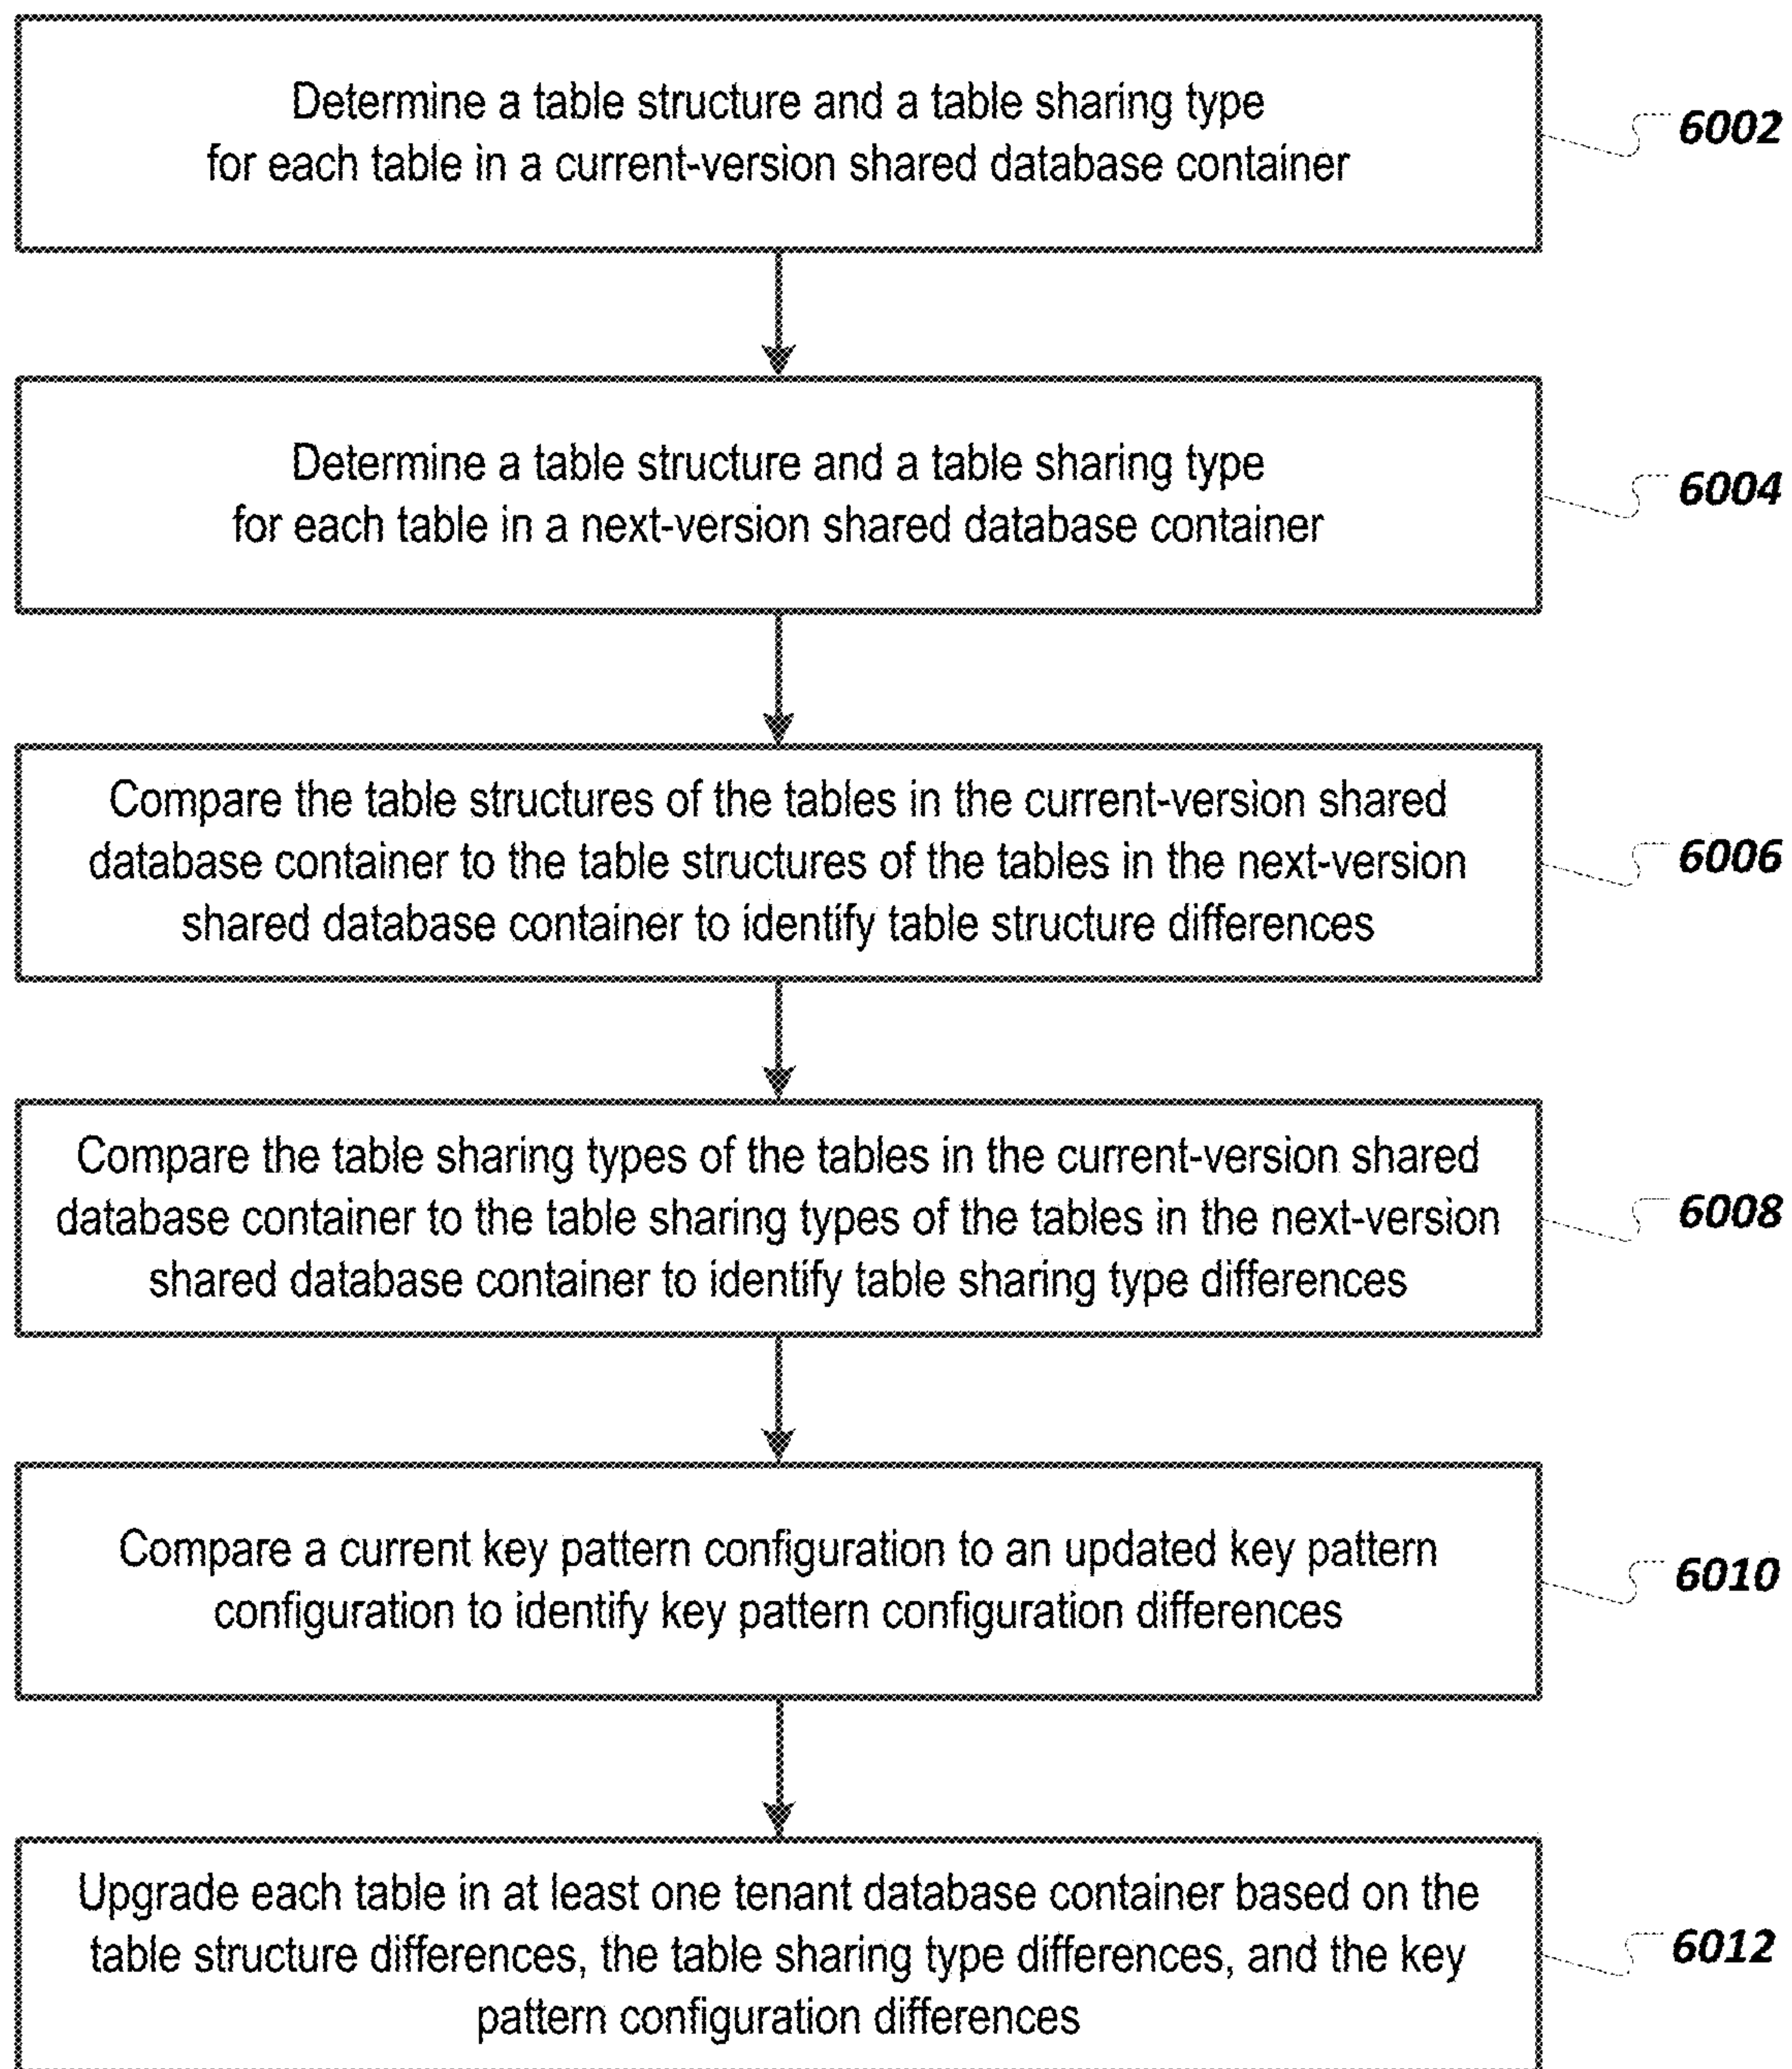 Determine a table structure and a table sharing type
for each table in a current-version shared database container
6002
Determine a table structure and a table sharing type
for each table in a next-version shared database container
6004
Compare the table structures of the tables in the current-version shared
database container to the table structures of the tables in the next-version
shared database container to identify table structure differences
6006
Compare the table sharing types of the tables in the current-version shared
database container to the table sharing types of the tables in the next-version
shared database container to identify table sharing type differences
6008
Compare a current key pattern configuration to an updated key pattern
configuration to identify key pattern configuration differences
6010
Upgrade each table in at least one tenant database container based on the
table structure differences, the table sharing type differences, and the key
pattern configuration differences
6012